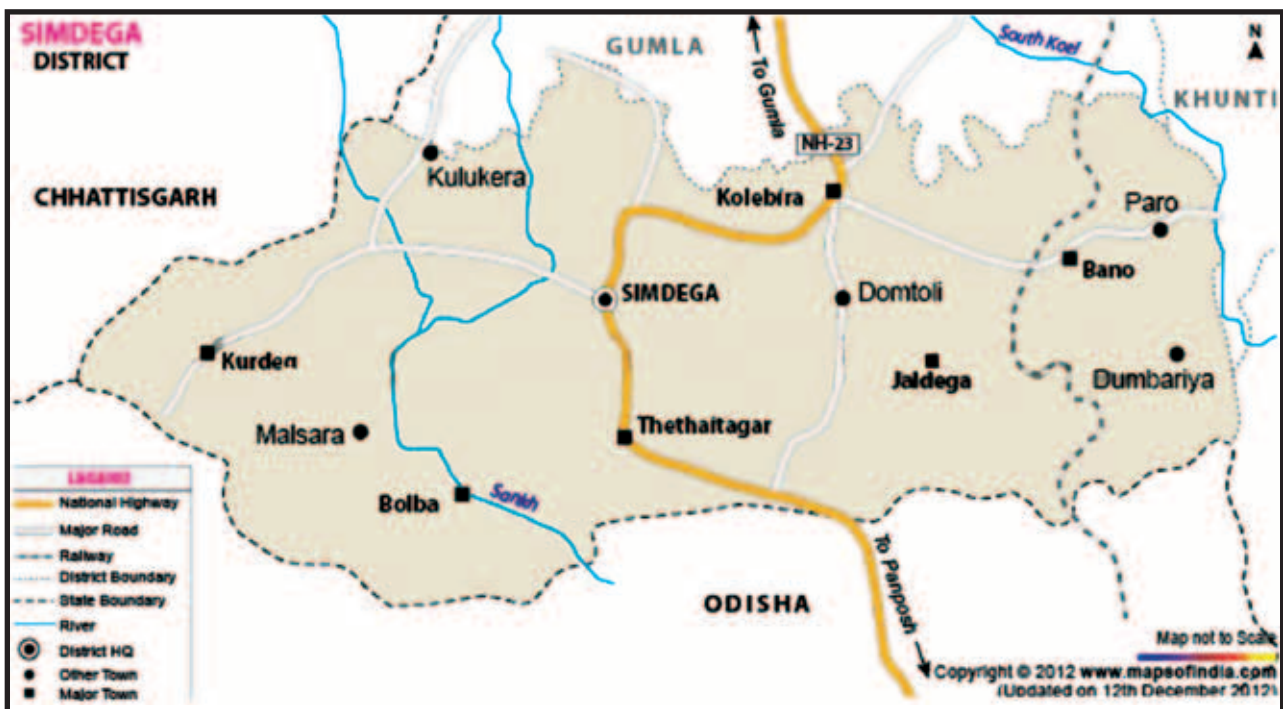 SIMDEGA
DISTRICT
GUMLA
To Gumla
South Koel
N
KHUNTI
NH-23
CHHATTISGARH
Kulukera
Kolebira
Paro
Bano
SIMDEGA
Domtoli
Kurdeg
Jaldega
Dumbariya
Malsara
Thethaitagar
Bolba
Sankh
ODISHA
To Panposh
LEGEND
National Highway
Major Road
Railway
District Boundary
State Boundary
River
District HQ
Other Town
Major Town
Map not to Scale
Copyright © 2012 www.mapsofindia.com
(Updated on 12th December 2012)